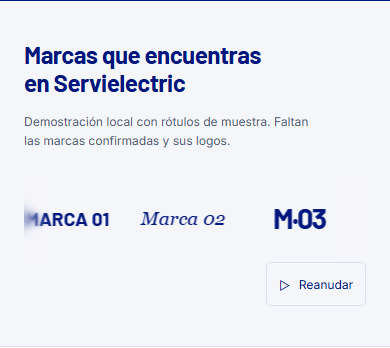 Marcas que encuentras
en Servielectric
Demostración local con rótulos de muestra. Faltan
las marcas confirmadas y sus logos.
MARCA 01 Marca 02 M·03
Reanudar